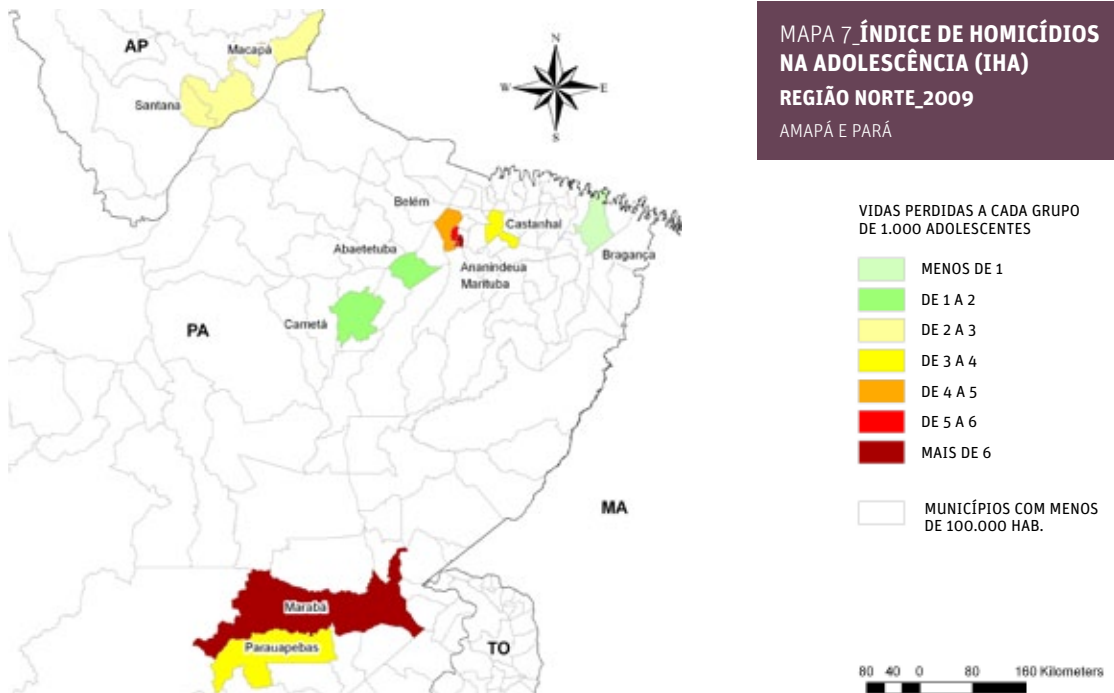 MAPA 7_ÍNDICE DE HOMICÍDIOS
NA ADOLESCÊNCIA (IHA)
REGIÃO NORTE_2009
AMAPÁ E PARÁ
AP
Macapá
Santana
N
W
E
S
Belém
Castanhal
Abaetetuba
Ananindeua
Marituba
Bragança
PA
Cametá
MA
Marabá
Parauapebas
TO
VIDAS PERDIDAS A CADA GRUPO
DE 1.000 ADOLESCENTES
MENOS DE 1
DE 1 A 2
DE 2 A 3
DE 3 A 4
DE 4 A 5
DE 5 A 6
MAIS DE 6
MUNICÍPIOS COM MENOS
DE 100.000 HAB.
80 40 0 80 160 Kilometers